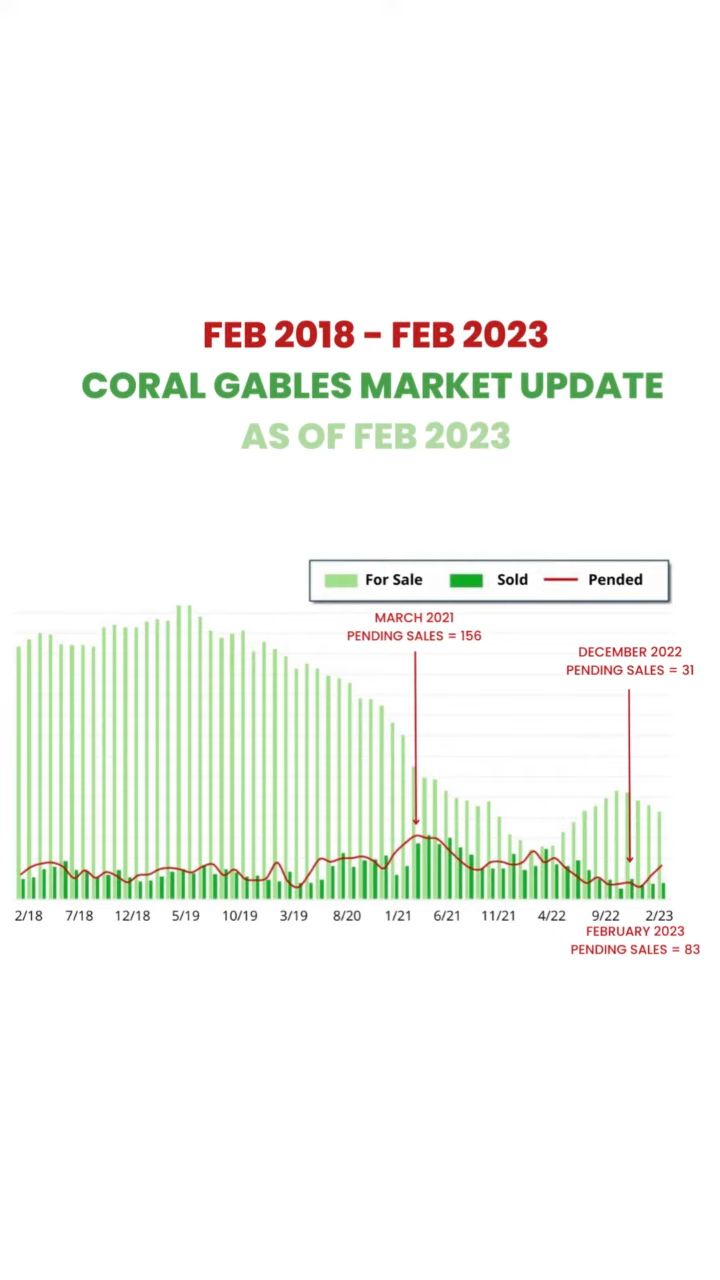 FEB 2018 – FEB 2023
CORAL GABLES MARKET UPDATE
AS OF FEB 2023
For Sale Sold Pended
MARCH 2021
PENDING SALES = 156
DECEMBER 2022
PENDING SALES = 31
2/18 7/18 12/18 5/19 10/19 3/19 8/20 1/21 6/21 11/21 4/22 9/22 2/23
FEBRUARY 2023
PENDING SALES = 83